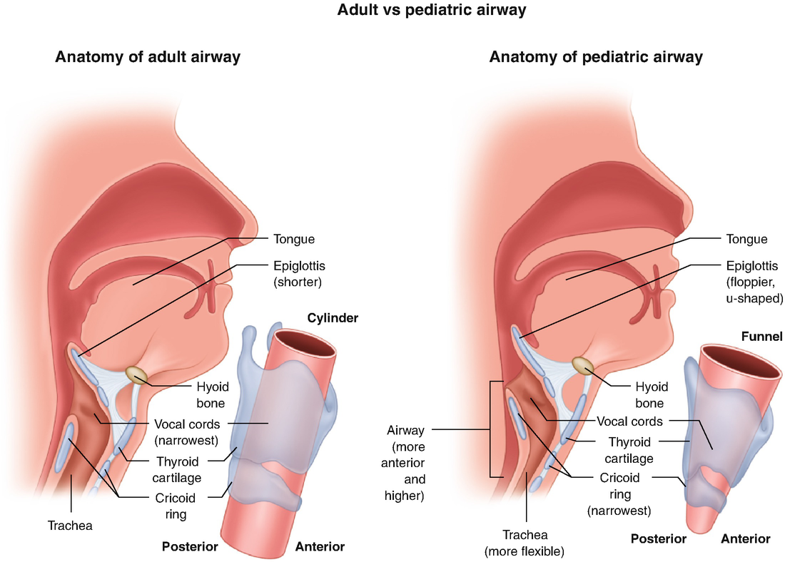 Adult vs pediatric airway
Anatomy of adult airway
Tongue
Epiglottis
(shorter)
Cylinder
Hyoid
bone
Vocal cords
(narrowest)
Thyroid
cartilage
Cricoid
ring
Trachea
Posterior
Anterior
Anatomy of pediatric airway
Tongue
Epiglottis
(floppier,
u-shaped)
Funnel
Hyoid
bone
Vocal cords
Airway
(more
anterior
and
higher)
Thyroid
cartilage
Cricoid
ring
(narrowest)
Trachea
(more flexible)
Posterior
Anterior